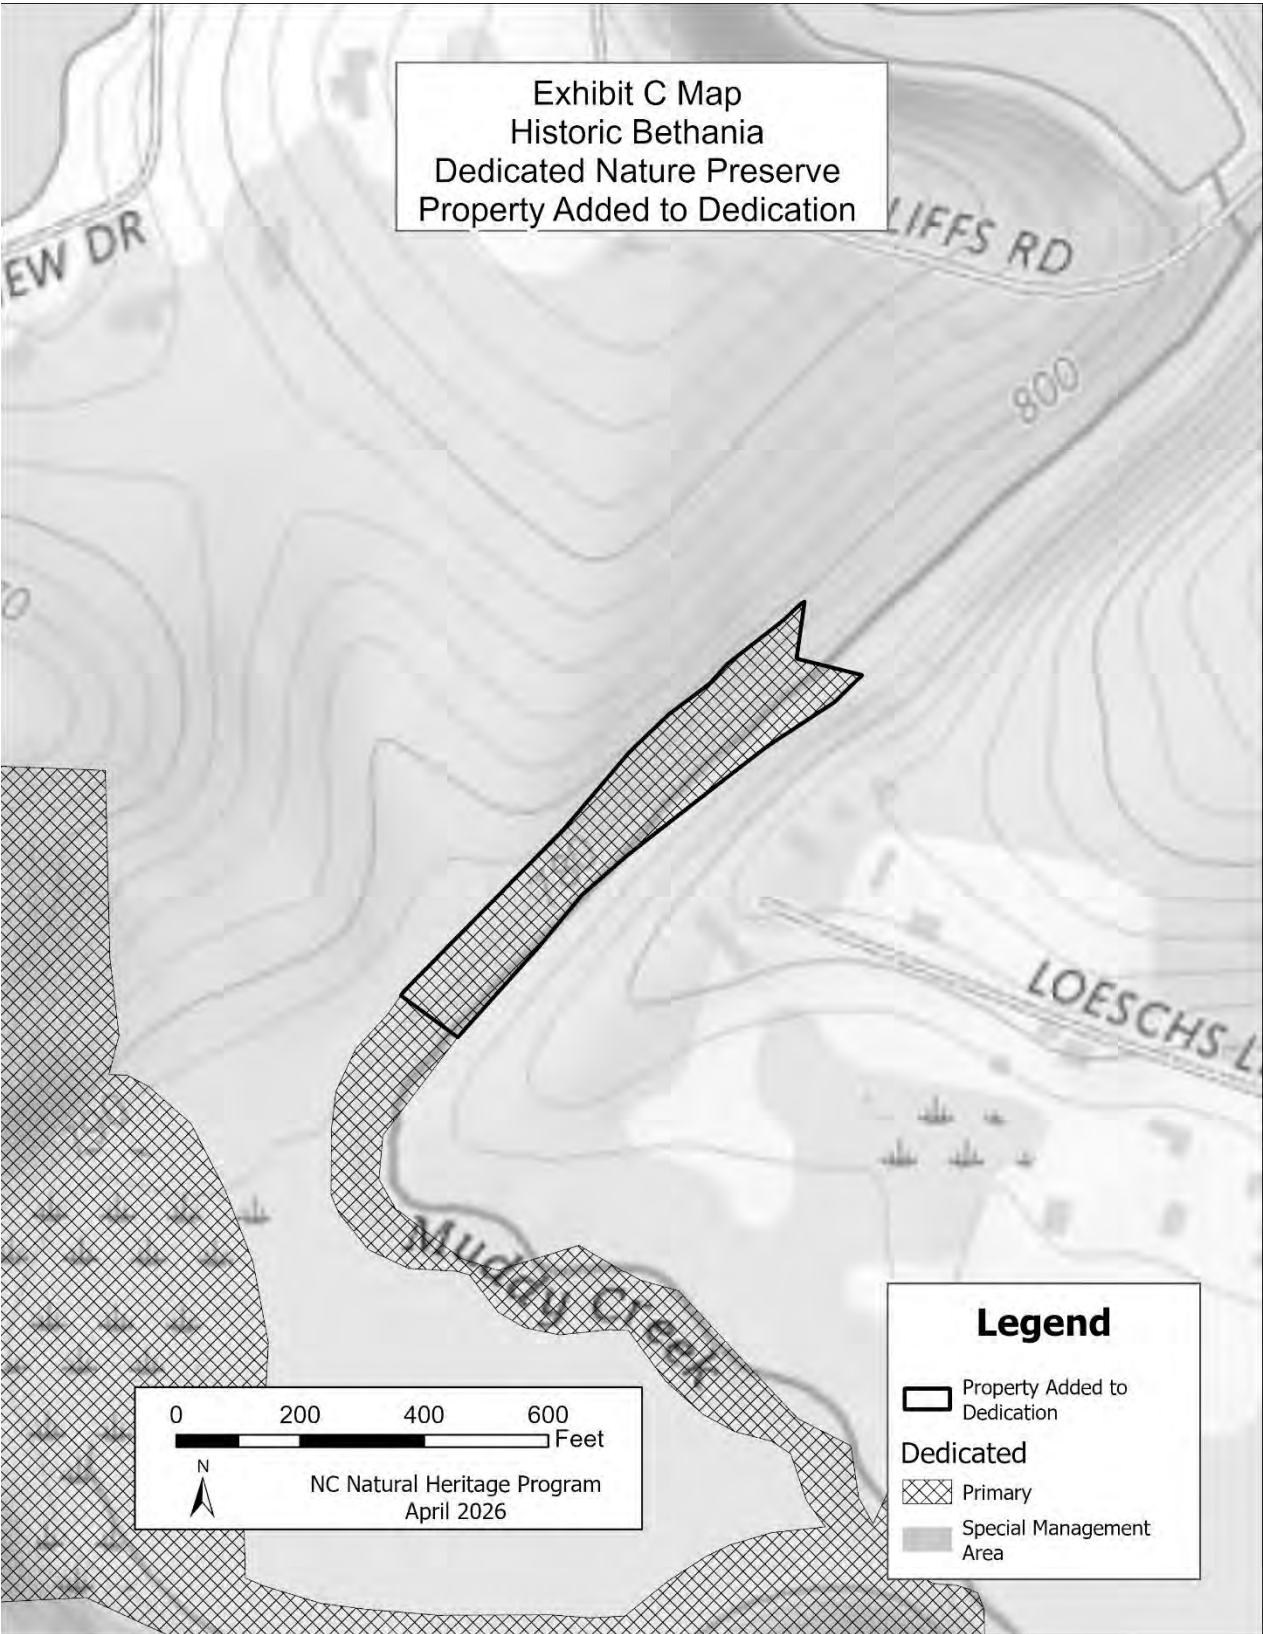 Exhibit C Map
Historic Bethania
Dedicated Nature Preserve
Property Added to Dedication
LIFFS RD
EW DR
800
LOESCHS L
Muddy Creek
Legend
Property Added to
Dedication
Dedicated
Primary
Special Management
Area
0 200 400 600
Feet
N
NC Natural Heritage Program
April 2026